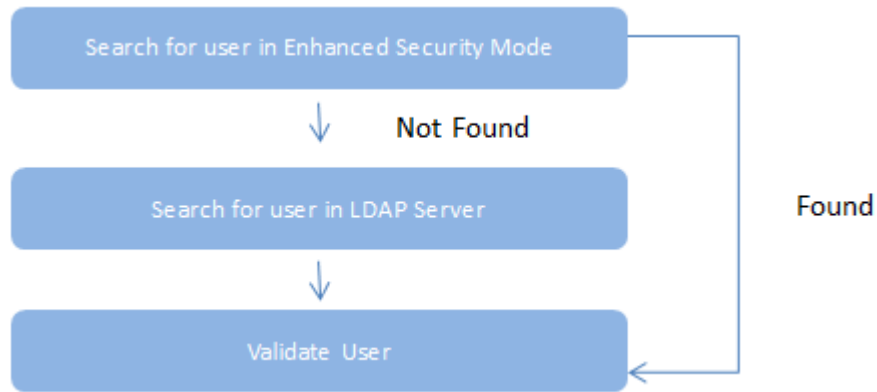 Search for user in Enhanced Security Mode
Not Found
Search for user in LDAP Server
Found
Validate User